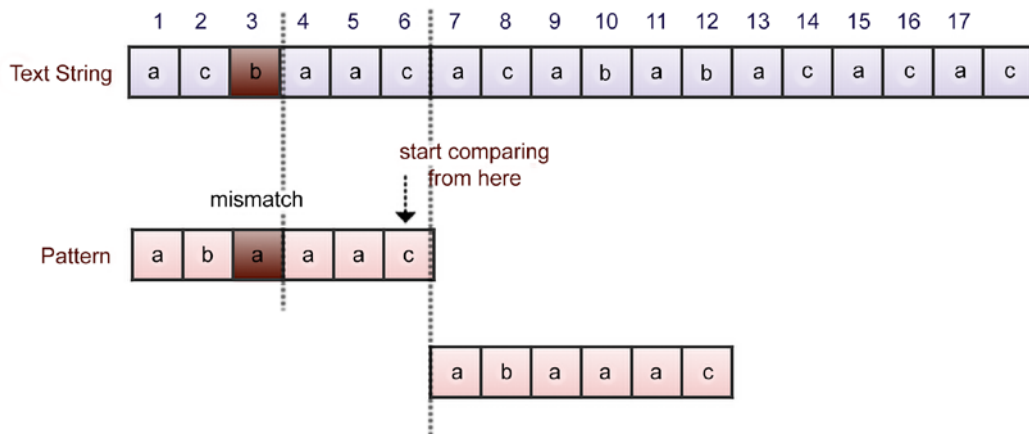 1 2 3 4 5 6 7 8 9 10 11 12 13 14 15 16 17
Text String a c b a a c a c a b a b a c a c a c
start comparing
from here
mismatch
Pattern a b a a a c
a b a a a c